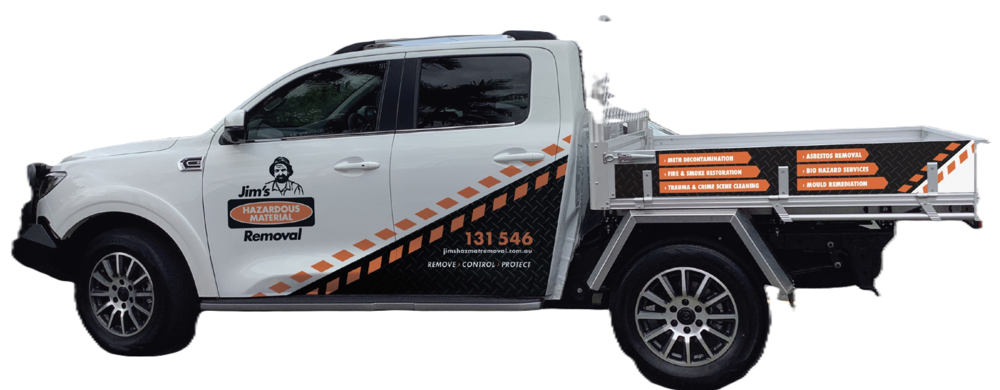 Jim's
HAZARDOUS
MATERIAL
Removal
131 546
jimshazmatremoval.com.au
REMOVE › CONTROL › PROTECT
› METH DECONTAMINATION
› FIRE & SMOKE RESTORATION
› TRAUMA & CRIME SCENE CLEANING
› ASBESTOS REMOVAL
› BIO HAZARD SERVICES
› MOULD REMEDIATION